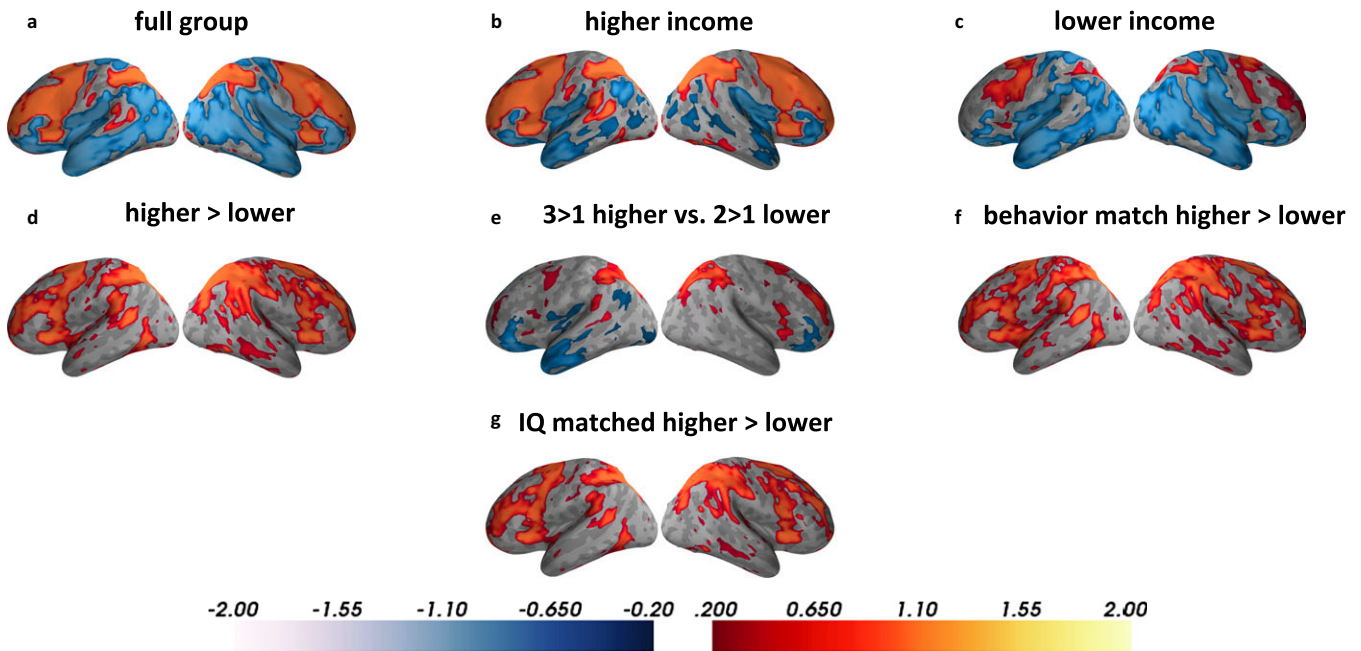 a full group
b higher income
c lower income
d higher > lower
e 3>1 higher vs. 2>1 lower
f behavior match higher > lower
g IQ matched higher > lower
-2.00 -1.55 -1.10 -0.650 -0.20 .200 0.650 1.10 1.55 2.00